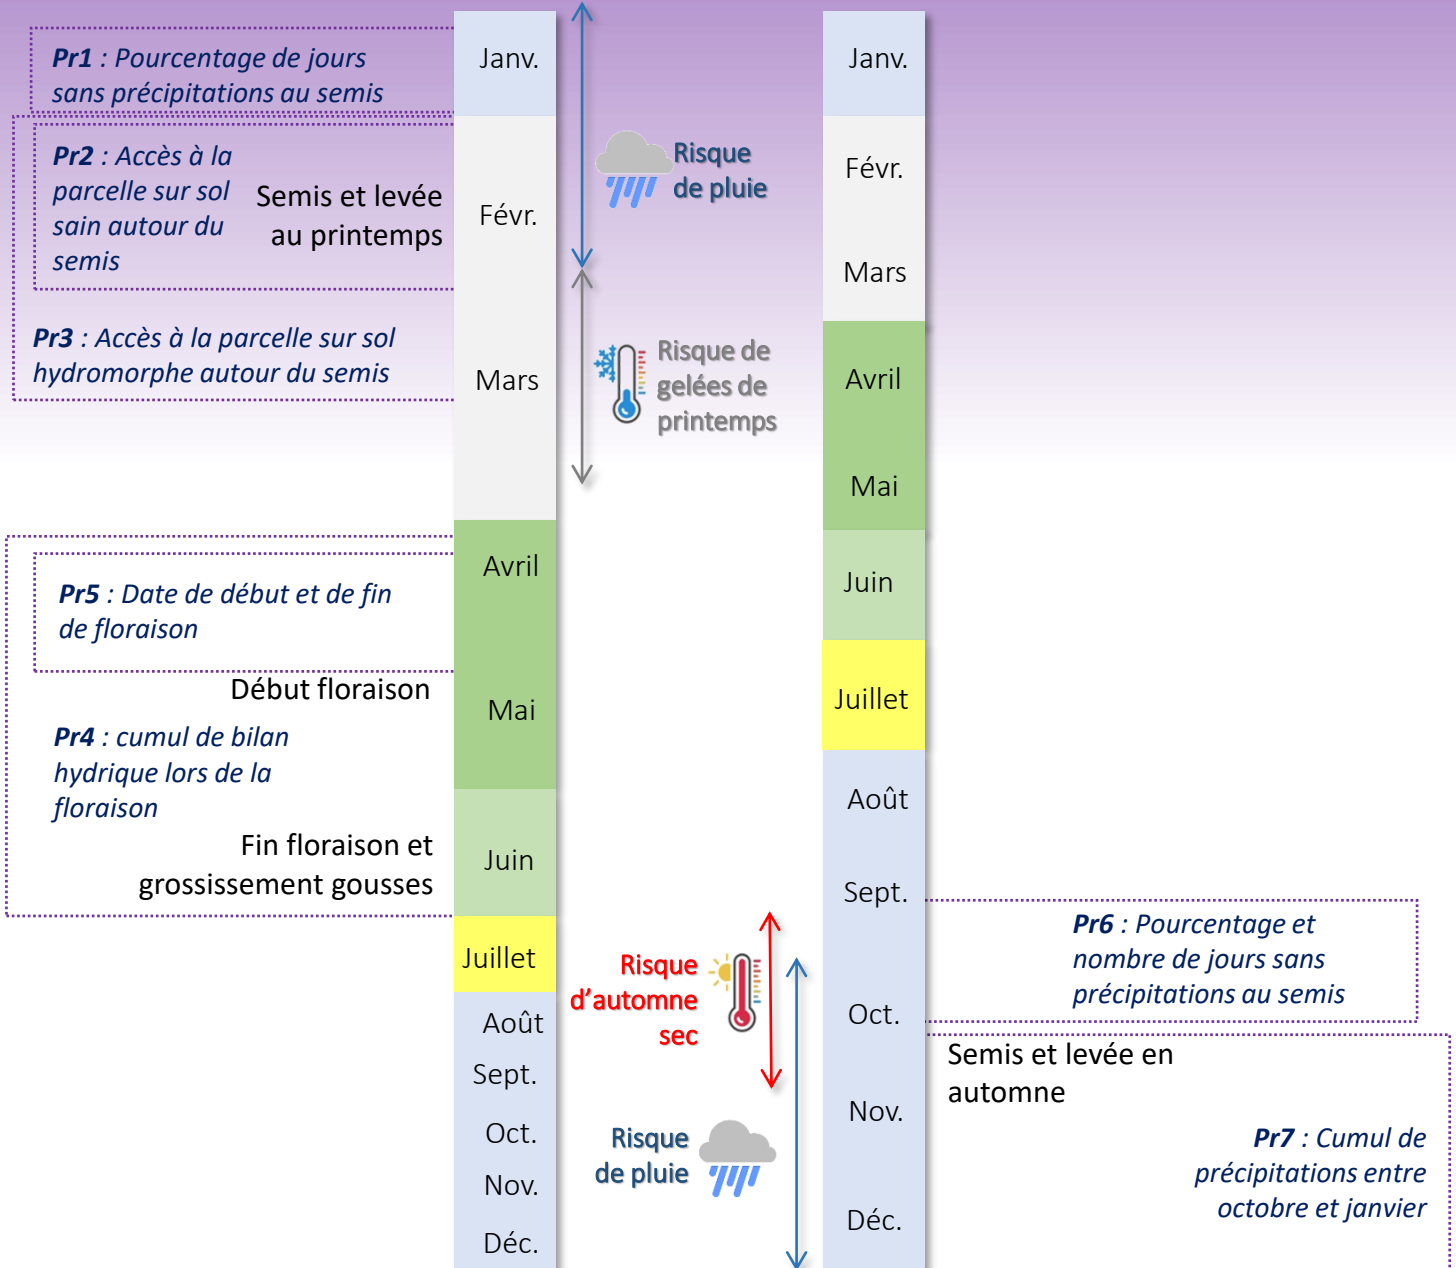 Pr1 : Pourcentage de jours
sans précipitations au semis
Pr2 : Accès à la
parcelle sur sol
sain autour du
semis
Semis et levée
au printemps
Pr3 : Accès à la parcelle sur sol
hydromorphe autour du semis
Pr5 : Date de début et de fin
de floraison
Début floraison
Pr4 : cumul de bilan
hydrique lors de la
floraison
Fin floraison et
grossissement gousses
Janv.
Févr.
Mars
Avril
Mai
Juin
Juillet
Août
Sept.
Oct.
Nov.
Déc.
Risque
de pluie
Risque de
gelées de
printemps
Risque
d'automne
sec
Risque
de pluie
Janv.
Févr.
Mars
Avril
Mai
Juin
Juillet
Août
Sept.
Oct.
Nov.
Déc.
Pr6 : Pourcentage et
nombre de jours sans
précipitations au semis
Semis et levée en
automne
Pr7 : Cumul de
précipitations entre
octobre et janvier